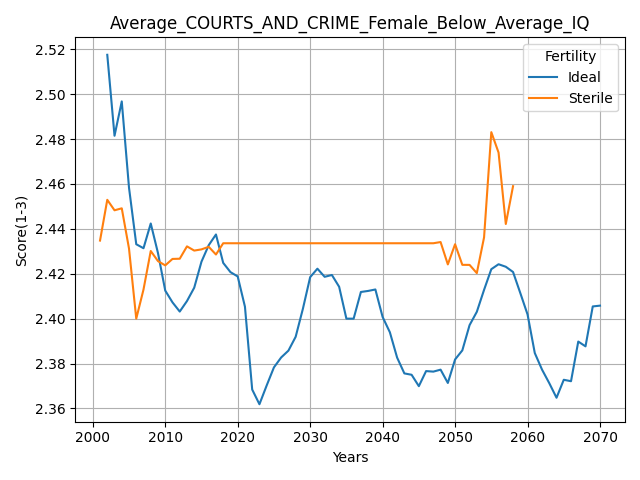 Average_COURTS_AND_CRIME_Female_Below_Average_IQ
Fertility
Ideal
Sterile
Score(1-3)
2.52
2.50
2.48
2.46
2.44
2.42
2.40
2.38
2.36
2000 2010 2020 2030 2040 2050 2060 2070
Years